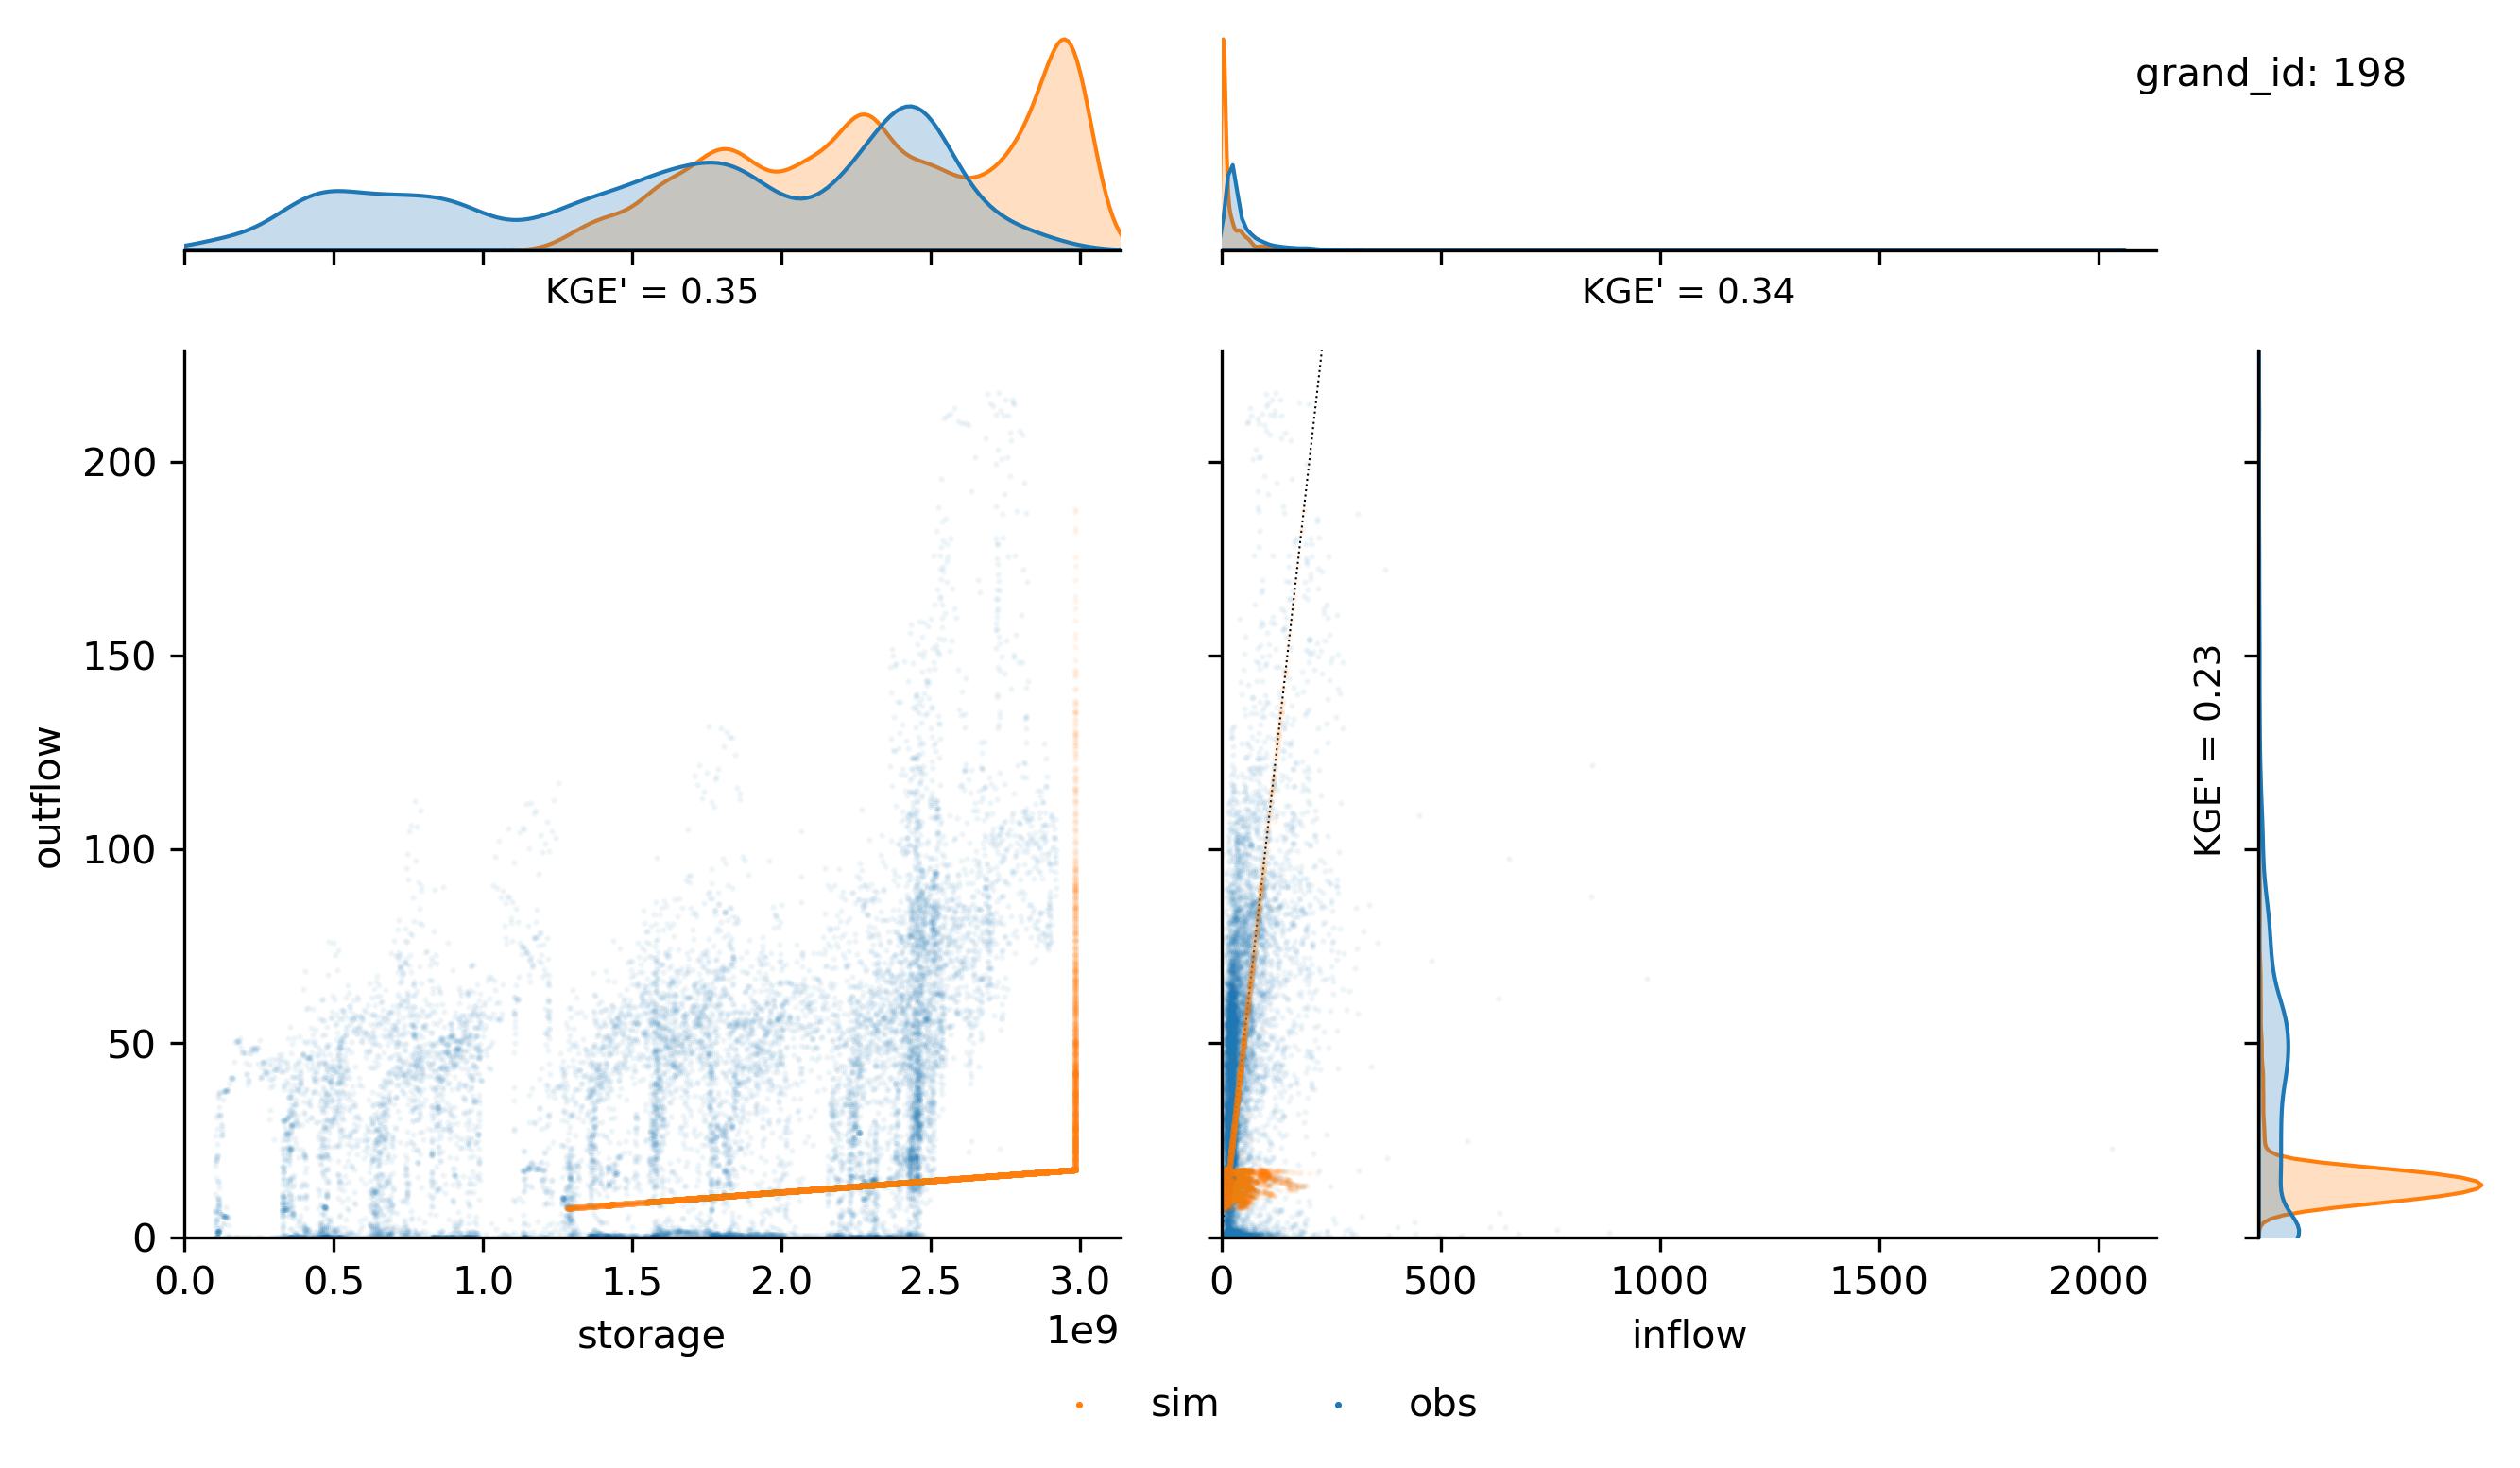 grand_id: 198
KGE' = 0.35
KGE' = 0.34
outflow
200
150
100
50
0
KGE' = 0.23
0.0 0.5 1.0 1.5 2.0 2.5 3.0
1e9
storage
0 500 1000 1500 2000
inflow
sim obs